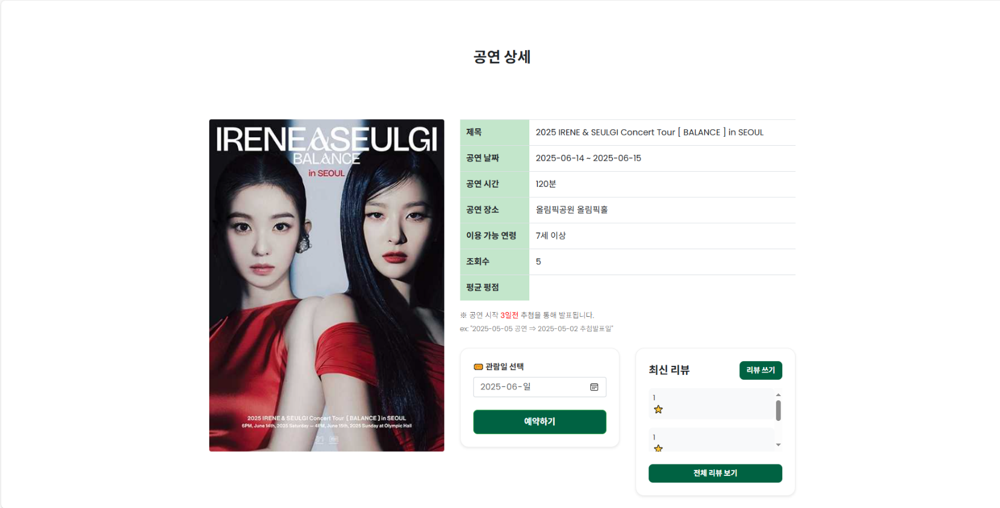 공연 상세
IRENE&SEULGI
BALANCE
in SEOUL
2025 IRENE & SEULGI Concert Tour [ BALANCE ] in SEOUL
6PM, June 14th, 2025 Saturday — 4PM, June 15th, 2025 Sunday at Olympic Hall
제목 2025 IRENE & SEULGI Concert Tour [ BALANCE ] in SEOUL
공연 날짜 2025-06-14 ~ 2025-06-15
공연 시간 120분
공연 장소 올림픽공원 올림픽홀
이용 가능 연령 7세 이상
조회수 5
평균 평점
※ 공연 시작 3일전 추첨을 통해 발표됩니다.
ex: "2025-05-05 공연 ⇒ 2025-05-02 추첨발표일"
관람일 선택
2025-06-일
예약하기
최신 리뷰
리뷰 쓰기
1
1
전체 리뷰 보기